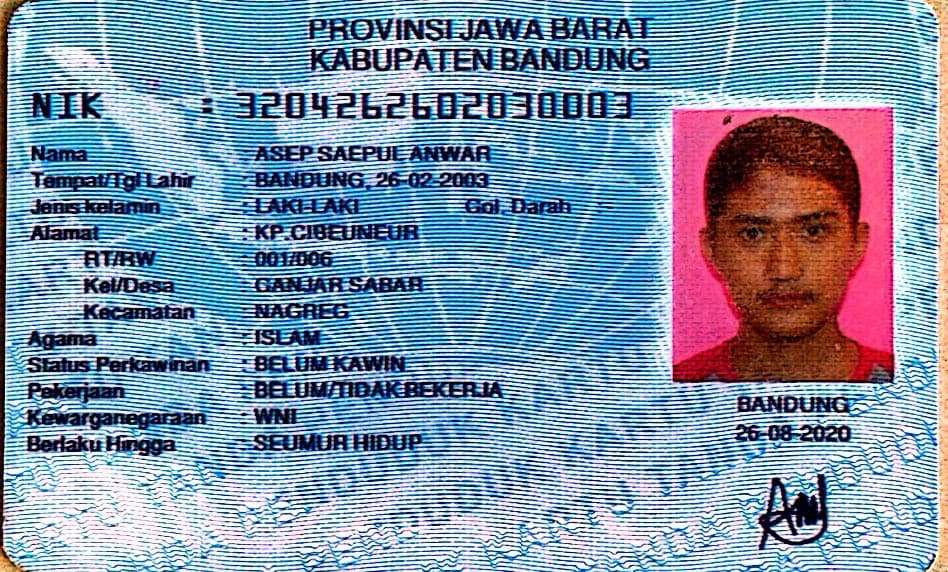 PROVINSI JAWA BARAT
KABUPATEN BANDUNG
NIK : 3204262602030003
Nama : ASEP SAEPUL ANWAR
Tempat/Tgl Lahir : BANDUNG, 26-02-2003
Jenis kelamin : LAKI-LAKI Gol. Darah --
Alamat : KP.CIBEUNEUR
RT/RW : 001/006
Kel/Desa : GANJAR SABAR
Kecamatan : NAGREG
Agama : ISLAM
Status Perkawinan : BELUM KAWIN
Pekerjaan : BELUM/TIDAK BEKERJA
Kewarganegaraan : WNI
Berlaku Hingga : SEUMUR HIDUP
BANDUNG
26-08-2020